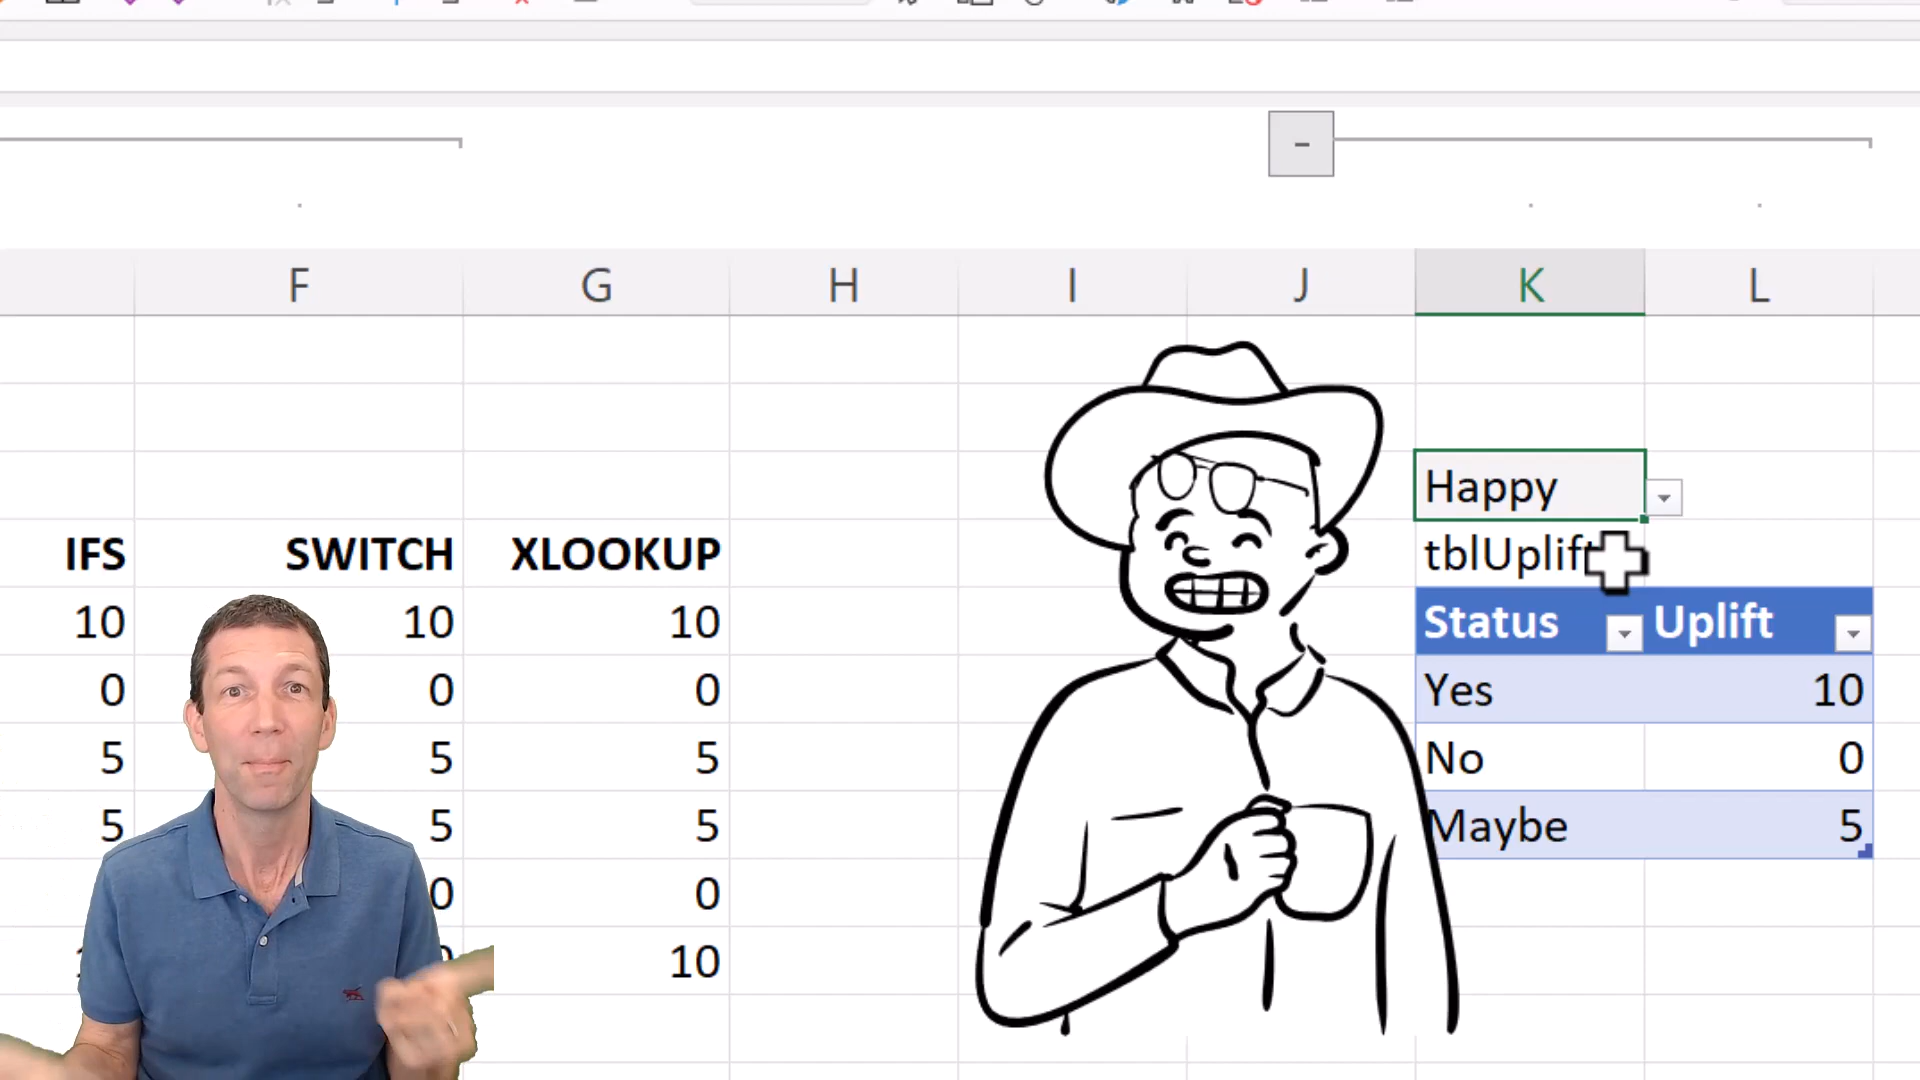 F G H I J K L
Happy
IFS SWITCH XLOOKUP tblUplift
10 10 10 Status Uplift
0 0 0 Yes 10
5 5 5 No 0
5 5 5 Maybe 5
0 0
10